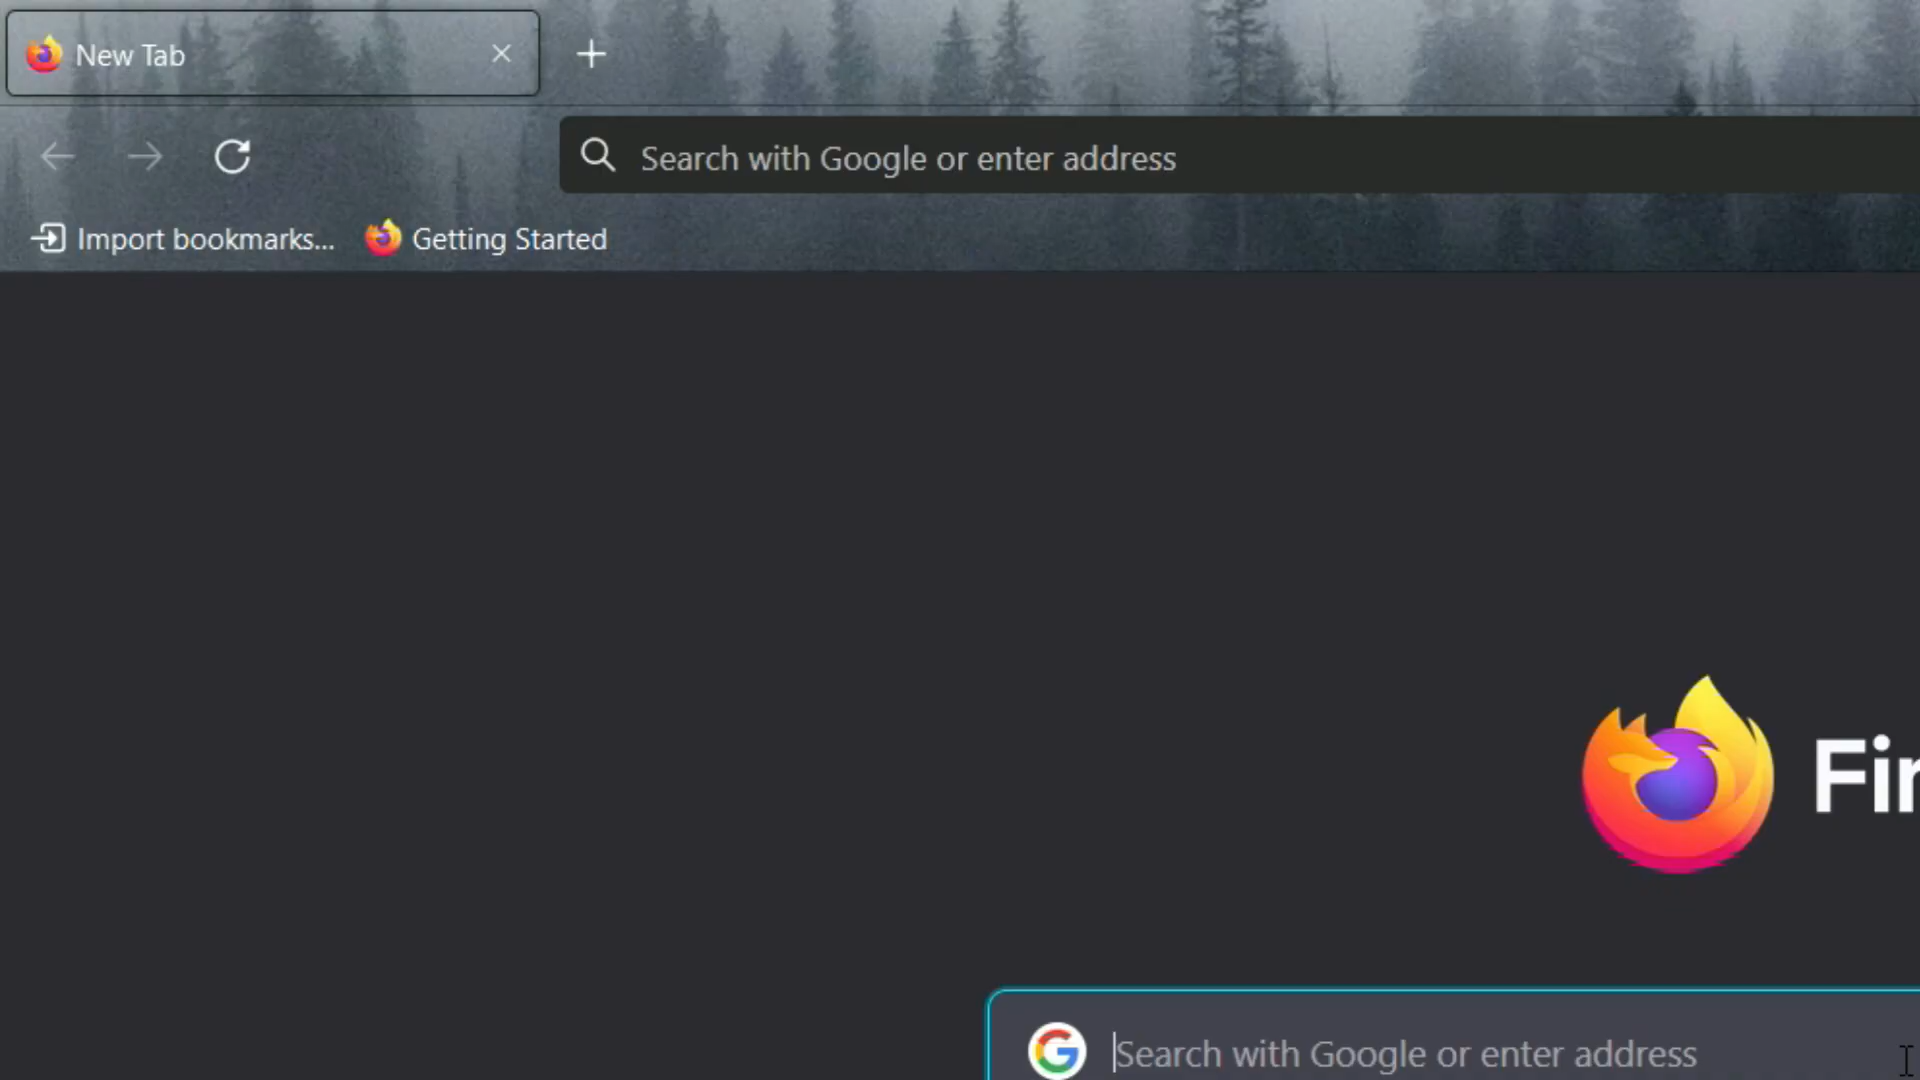 New Tab
Search with Google or enter address
Import bookmarks...
Getting Started
Fir
Search with Google or enter address